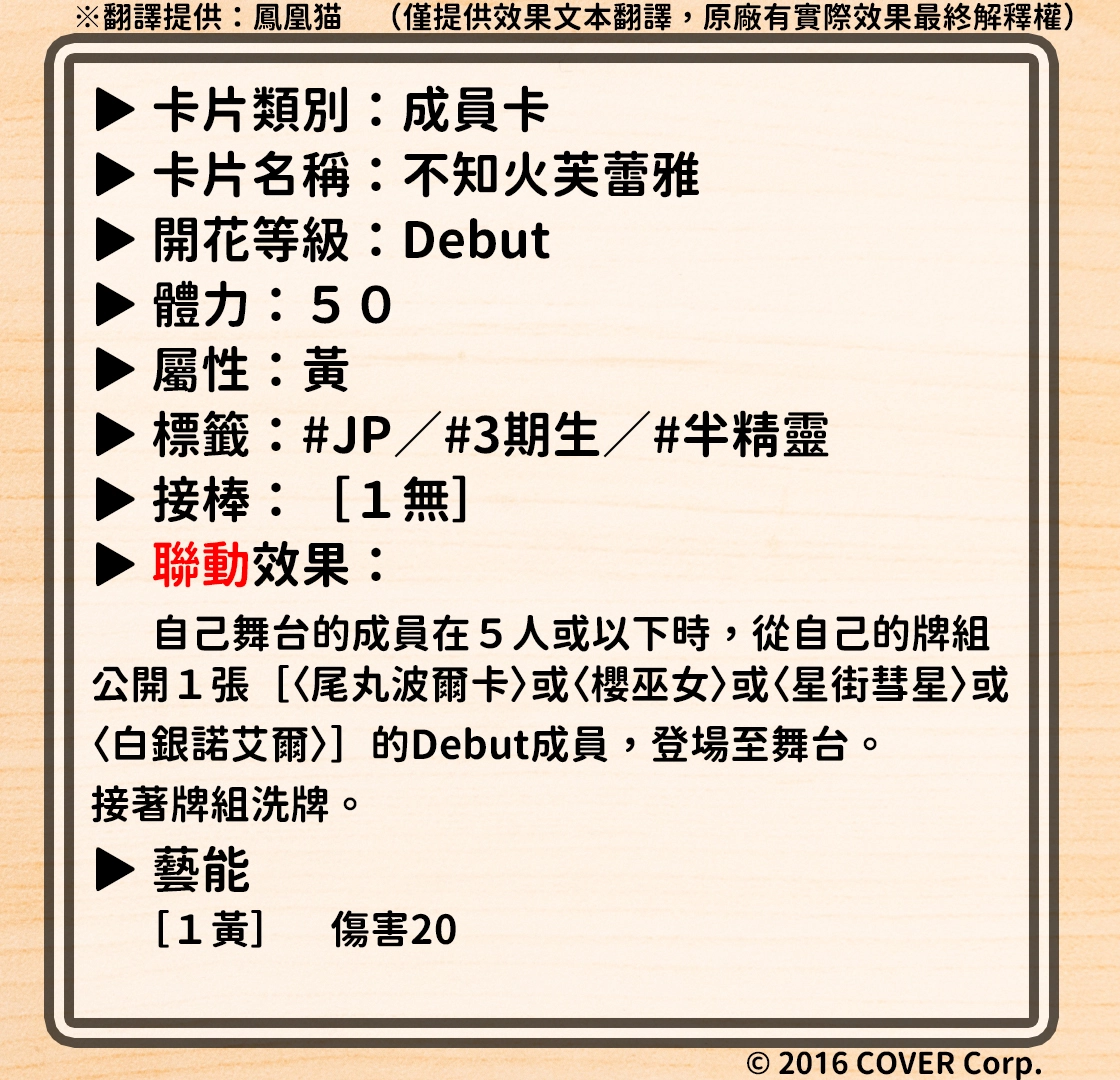 ※翻譯提供：鳳凰猫　（僅提供效果文本翻譯，原廠有實際效果最終解釋權）
▶ 卡片類別：成員卡
▶ 卡片名稱：不知火芙蕾雅
▶ 開花等級：Debut
▶ 體力：５０
▶ 屬性：黃
▶ 標籤：#JP／#3期生／#半精靈
▶ 接棒：［１無］
▶ 聯動效果：
自己舞台的成員在５人或以下時，從自己的牌組
公開１張［〈尾丸波爾卡〉或〈櫻巫女〉或〈星街彗星〉或
〈白銀諾艾爾〉］的Debut成員，登場至舞台。
接著牌組洗牌。
▶ 藝能
［１黃］　傷害20
© 2016 COVER Corp.